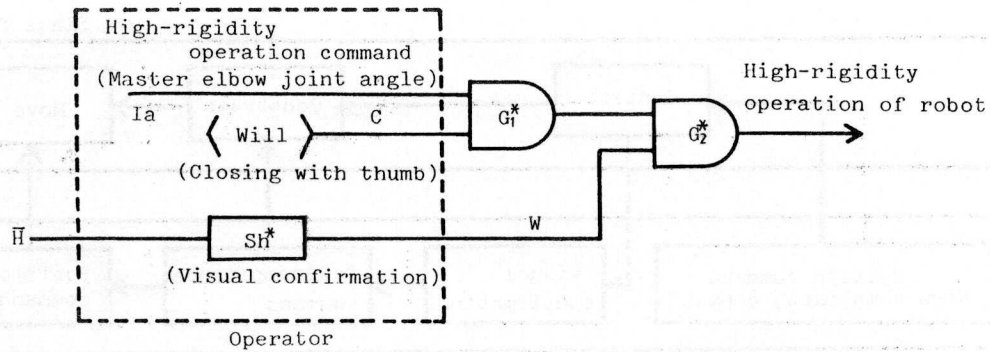 High-rigidity
operation command
(Master elbow joint angle)
Ia
Will
C
(Closing with thumb)
G₁*
G₂*
High-rigidity
operation of robot
H̅
Sh*
W
(Visual confirmation)
Operator